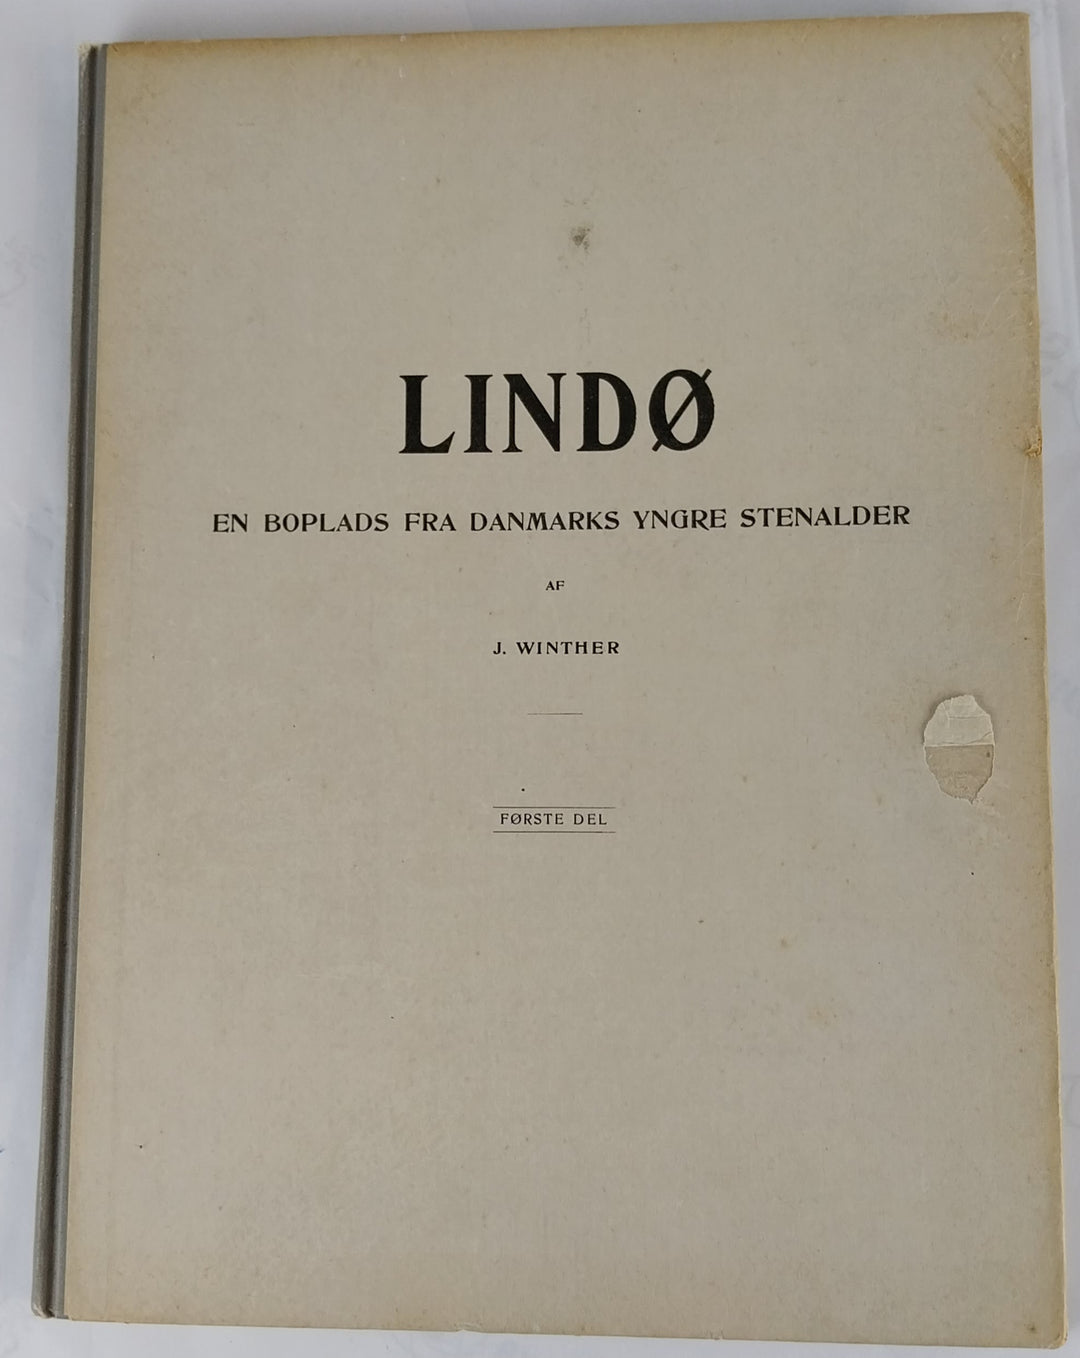 LINDØ
EN BOPLADS FRA DANMARKS YNGRE STENALDER
AF
J. WINTHER
FØRSTE DEL